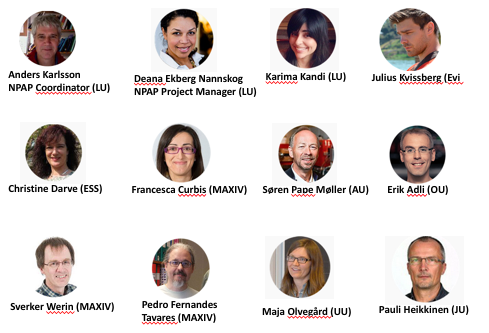 Anders Karlsson
NPAP Coordinator (LU)
Deana Ekberg Nannskog
NPAP Project Manager (LU)
Karima Kandi (LU)
Julius Kvissberg (Evi
Christine Darve (ESS)
Francesca Curbis (MAXIV)
Søren Pape Møller (AU)
Erik Adli (OU)
Sverker Werin (MAXIV)
Pedro Fernandes
Tavares (MAXIV)
Maja Olvegård (UU)
Pauli Heikkinen (JU)